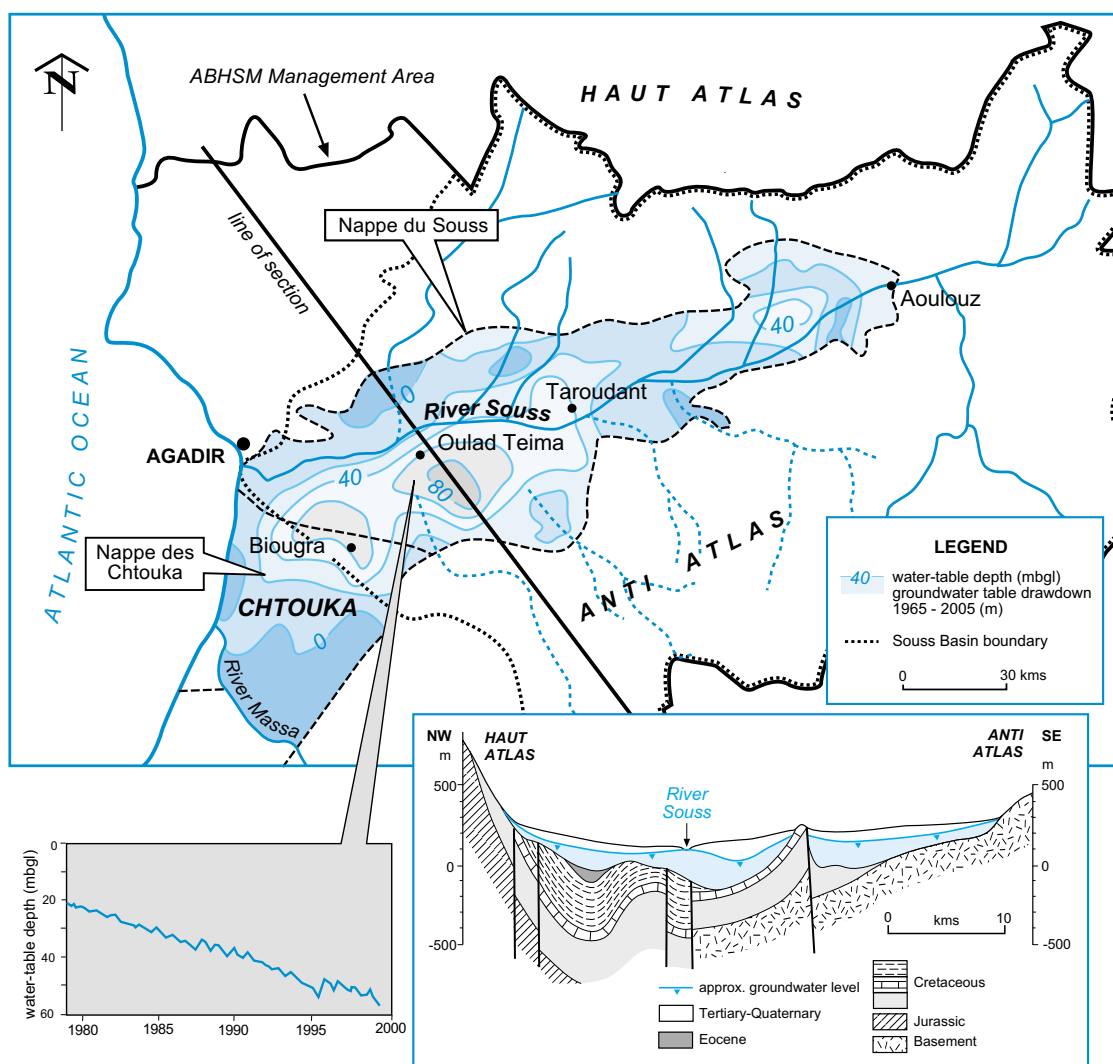 N
ABHSM Management Area
HAUT ATLAS
line of section
Nappe du Souss
40
Aoulouz
ATLANTIC OCEAN
0
River Souss
Taroudant
AGADIR
Oulad Teima
40
80
Biougra
Nappe des
Chtouka
CHTOUKA
0
River Massa
ANTI ATLAS
LEGEND
40
water-table depth (mbgl)
groundwater table drawdown
1965 - 2005 (m)
Souss Basin boundary
0 30 kms
NW
m
HAUT
ATLAS
ANTI
ATLAS
SE
m
500
0
-500
River
Souss
500
0
-500
0 kms 10
approx. groundwater level
Tertiary-Quaternary
Eocene
Cretaceous
Jurassic
Basement
water-table depth (mbgl)
0
20
40
60
1980 1985 1990 1995 2000